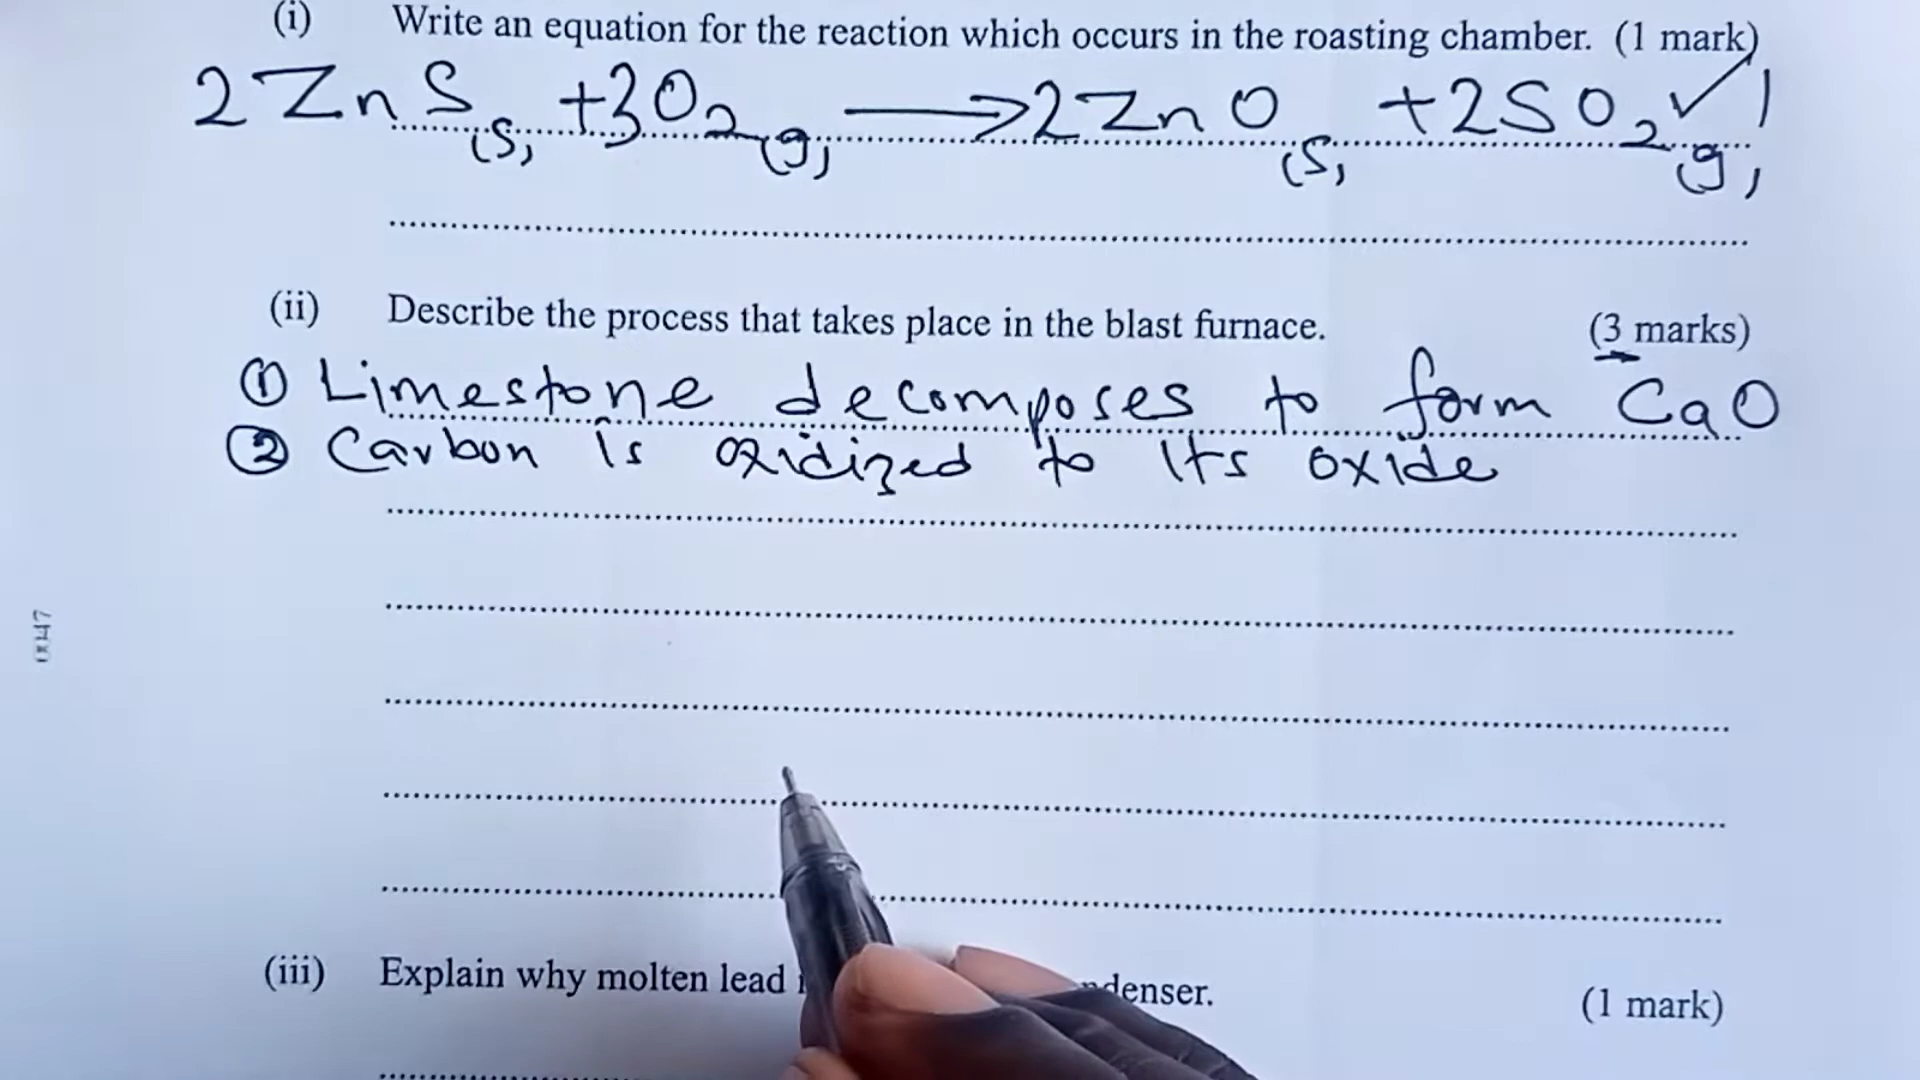 (i) Write an equation for the reaction which occurs in the roasting chamber. (1 mark)
2ZnS(s) + 3O2(g) → 2ZnO(s) + 2SO2(g) ✓1
(ii) Describe the process that takes place in the blast furnace. (3 marks)
① Limestone decomposes to form CaO
② Carbon is oxidized to its oxide
(iii) Explain why molten lead denser. (1 mark)